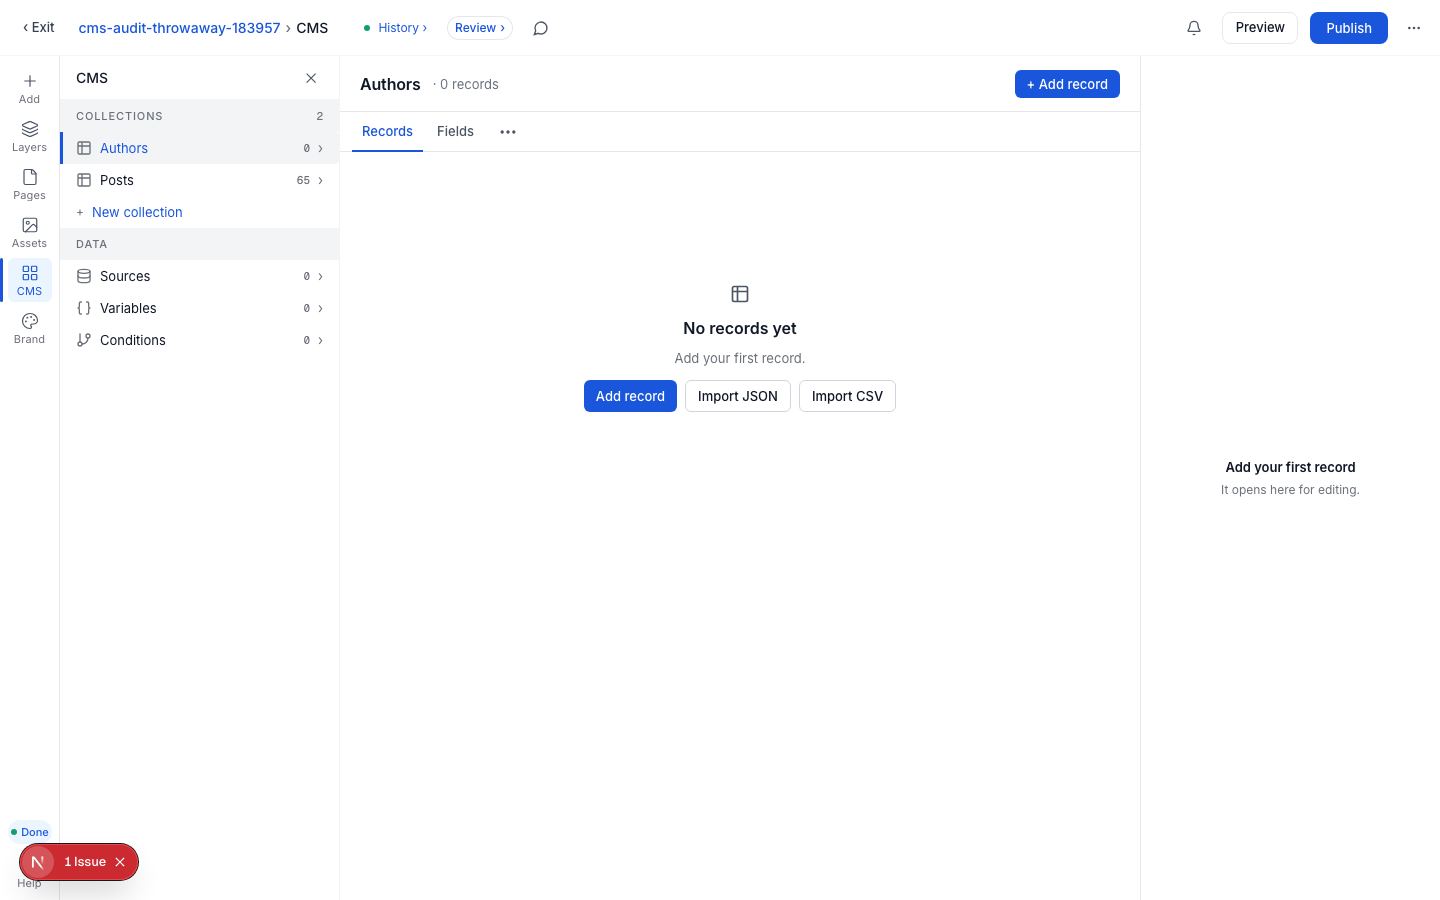 ‹ Exit
cms-audit-throwaway-183957 › CMS
History ›
Review ›
Preview
Publish
Add
Layers
Pages
Assets
CMS
Brand
Done
1 Issue
Help
CMS
COLLECTIONS 2
Authors 0 ›
Posts 65 ›
+ New collection
DATA
Sources 0 ›
Variables 0 ›
Conditions 0 ›
Authors · 0 records
+ Add record
Records Fields
No records yet
Add your first record.
Add record Import JSON Import CSV
Add your first record
It opens here for editing.